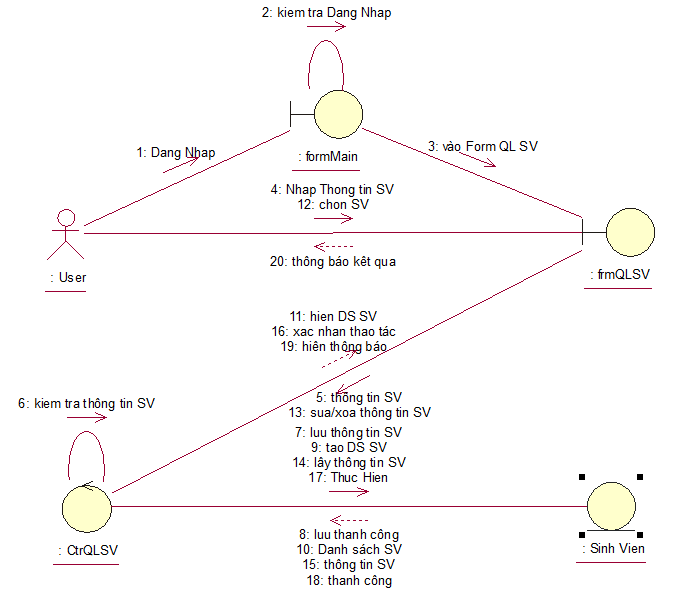 2: kiem tra Dang Nhap
: formMain
1: Dang Nhap
3: vào Form QL SV
4: Nhap Thong tin SV
12: chon SV
: User
20: thông báo kêt qua
: frmQLSV
11: hien DS SV
16: xac nhan thao tác
19: hiên thông báo
6: kiem tra thông tin SV
5: thông tin SV
13: sua/xoa thông tin SV
7: luu thông tin SV
9: tao DS SV
14: lây thông tin SV
17: Thuc Hien
: CtrQLSV
: Sinh Vien
8: luu thanh công
10: Danh sách SV
15: thông tin SV
18: thanh công